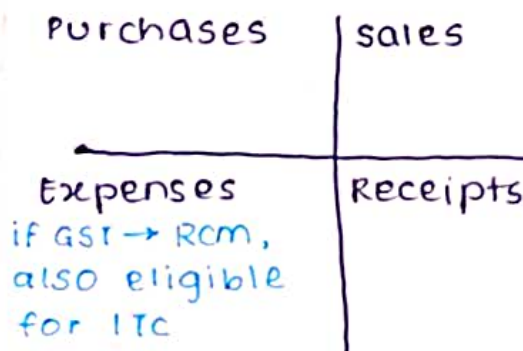 Purchases
sales
Expenses
Receipts
if GST → RCM,
also eligible
for ITC